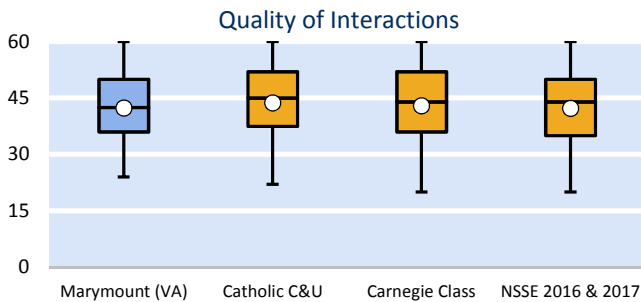 Quality of Interactions
60
45
30
15
0
Marymount (VA) Catholic C&U Carnegie Class NSSE 2016 & 2017